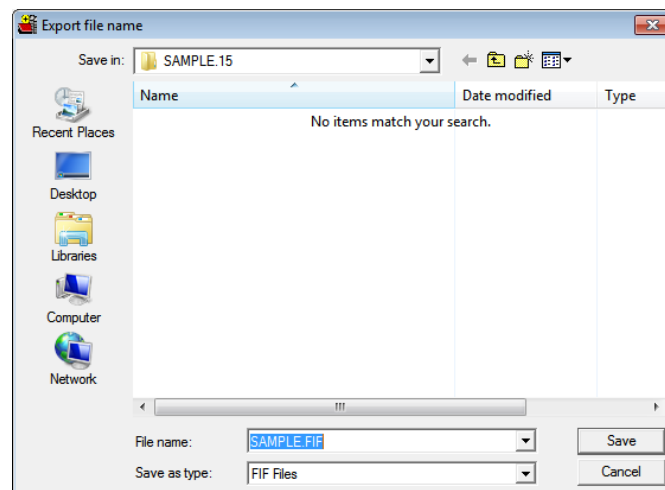 Export file name
Save in: SAMPLE.15
Name Date modified Type
No items match your search.
Recent Places
Desktop
Libraries
Computer
Network
File name: SAMPLE.FIF Save
Save as type: FIF Files Cancel